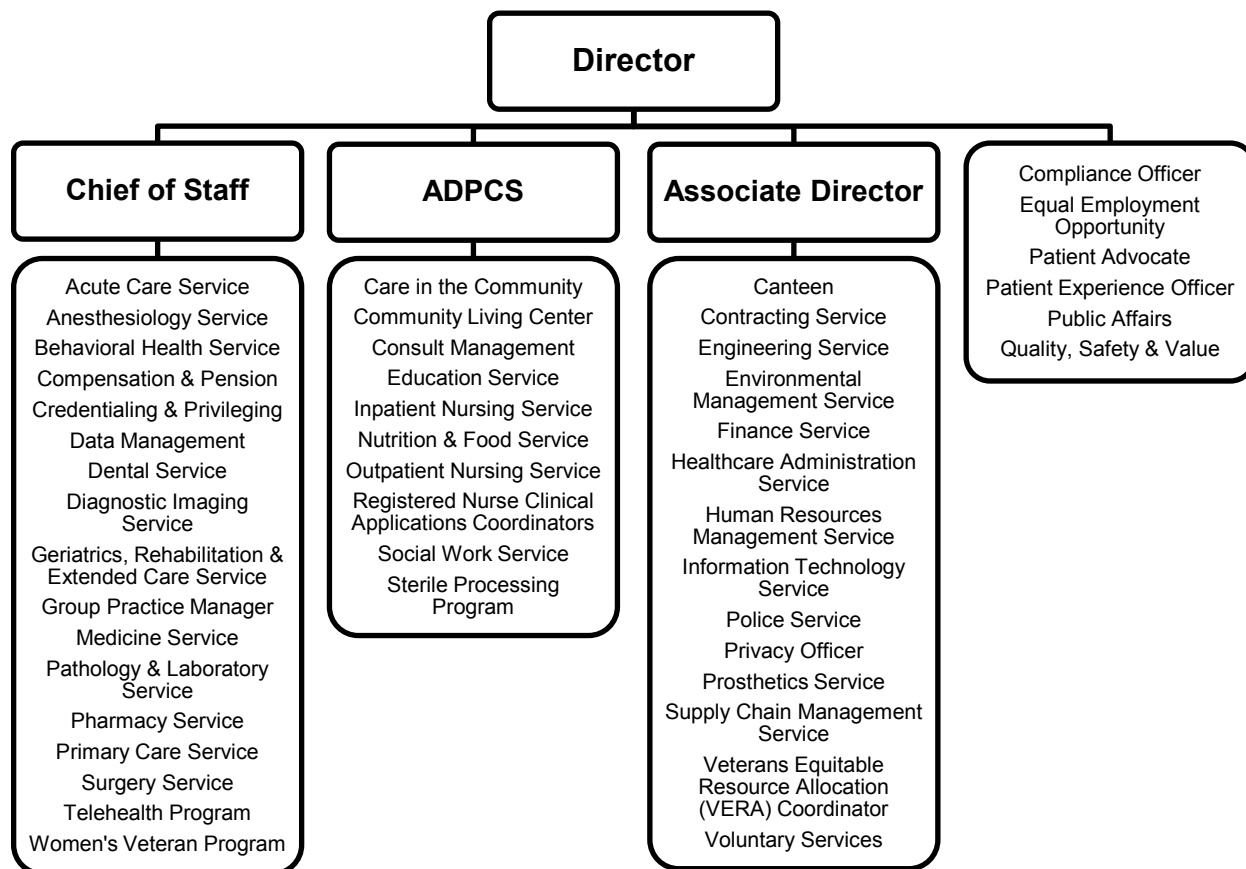 Director
Chief of Staff
Acute Care Service
Anesthesiology Service
Behavioral Health Service
Compensation & Pension
Credentialing & Privileging
Data Management
Dental Service
Diagnostic Imaging
Service
Geriatrics, Rehabilitation &
Extended Care Service
Group Practice Manager
Medicine Service
Pathology & Laboratory
Service
Pharmacy Service
Primary Care Service
Surgery Service
Telehealth Program
Women's Veteran Program
ADPCS
Care in the Community
Community Living Center
Consult Management
Education Service
Inpatient Nursing Service
Nutrition & Food Service
Outpatient Nursing Service
Registered Nurse Clinical
Applications Coordinators
Social Work Service
Sterile Processing
Program
Associate Director
Canteen
Contracting Service
Engineering Service
Environmental
Management Service
Finance Service
Healthcare Administration
Service
Human Resources
Management Service
Information Technology
Service
Police Service
Privacy Officer
Prosthetics Service
Supply Chain Management
Service
Veterans Equitable
Resource Allocation
(VERA) Coordinator
Voluntary Services
Compliance Officer
Equal Employment
Opportunity
Patient Advocate
Patient Experience Officer
Public Affairs
Quality, Safety & Value